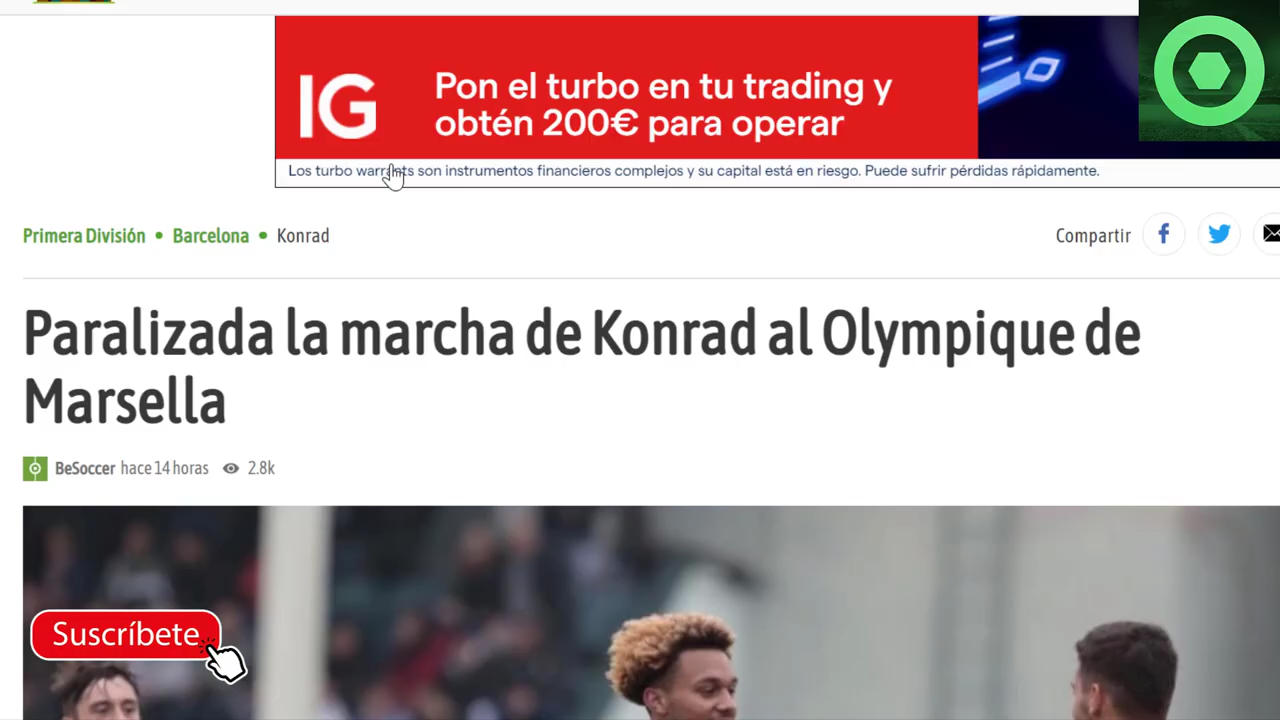 IG
Pon el turbo en tu trading y
obtén 200€ para operar
Los turbo warrants son instrumentos financieros complejos y su capital está en riesgo. Puede sufrir pérdidas rápidamente.
Primera División • Barcelona • Konrad
Compartir
Paralizada la marcha de Konrad al Olympique de
Marsella
BeSoccer hace 14 horas 2.8k
Suscríbete